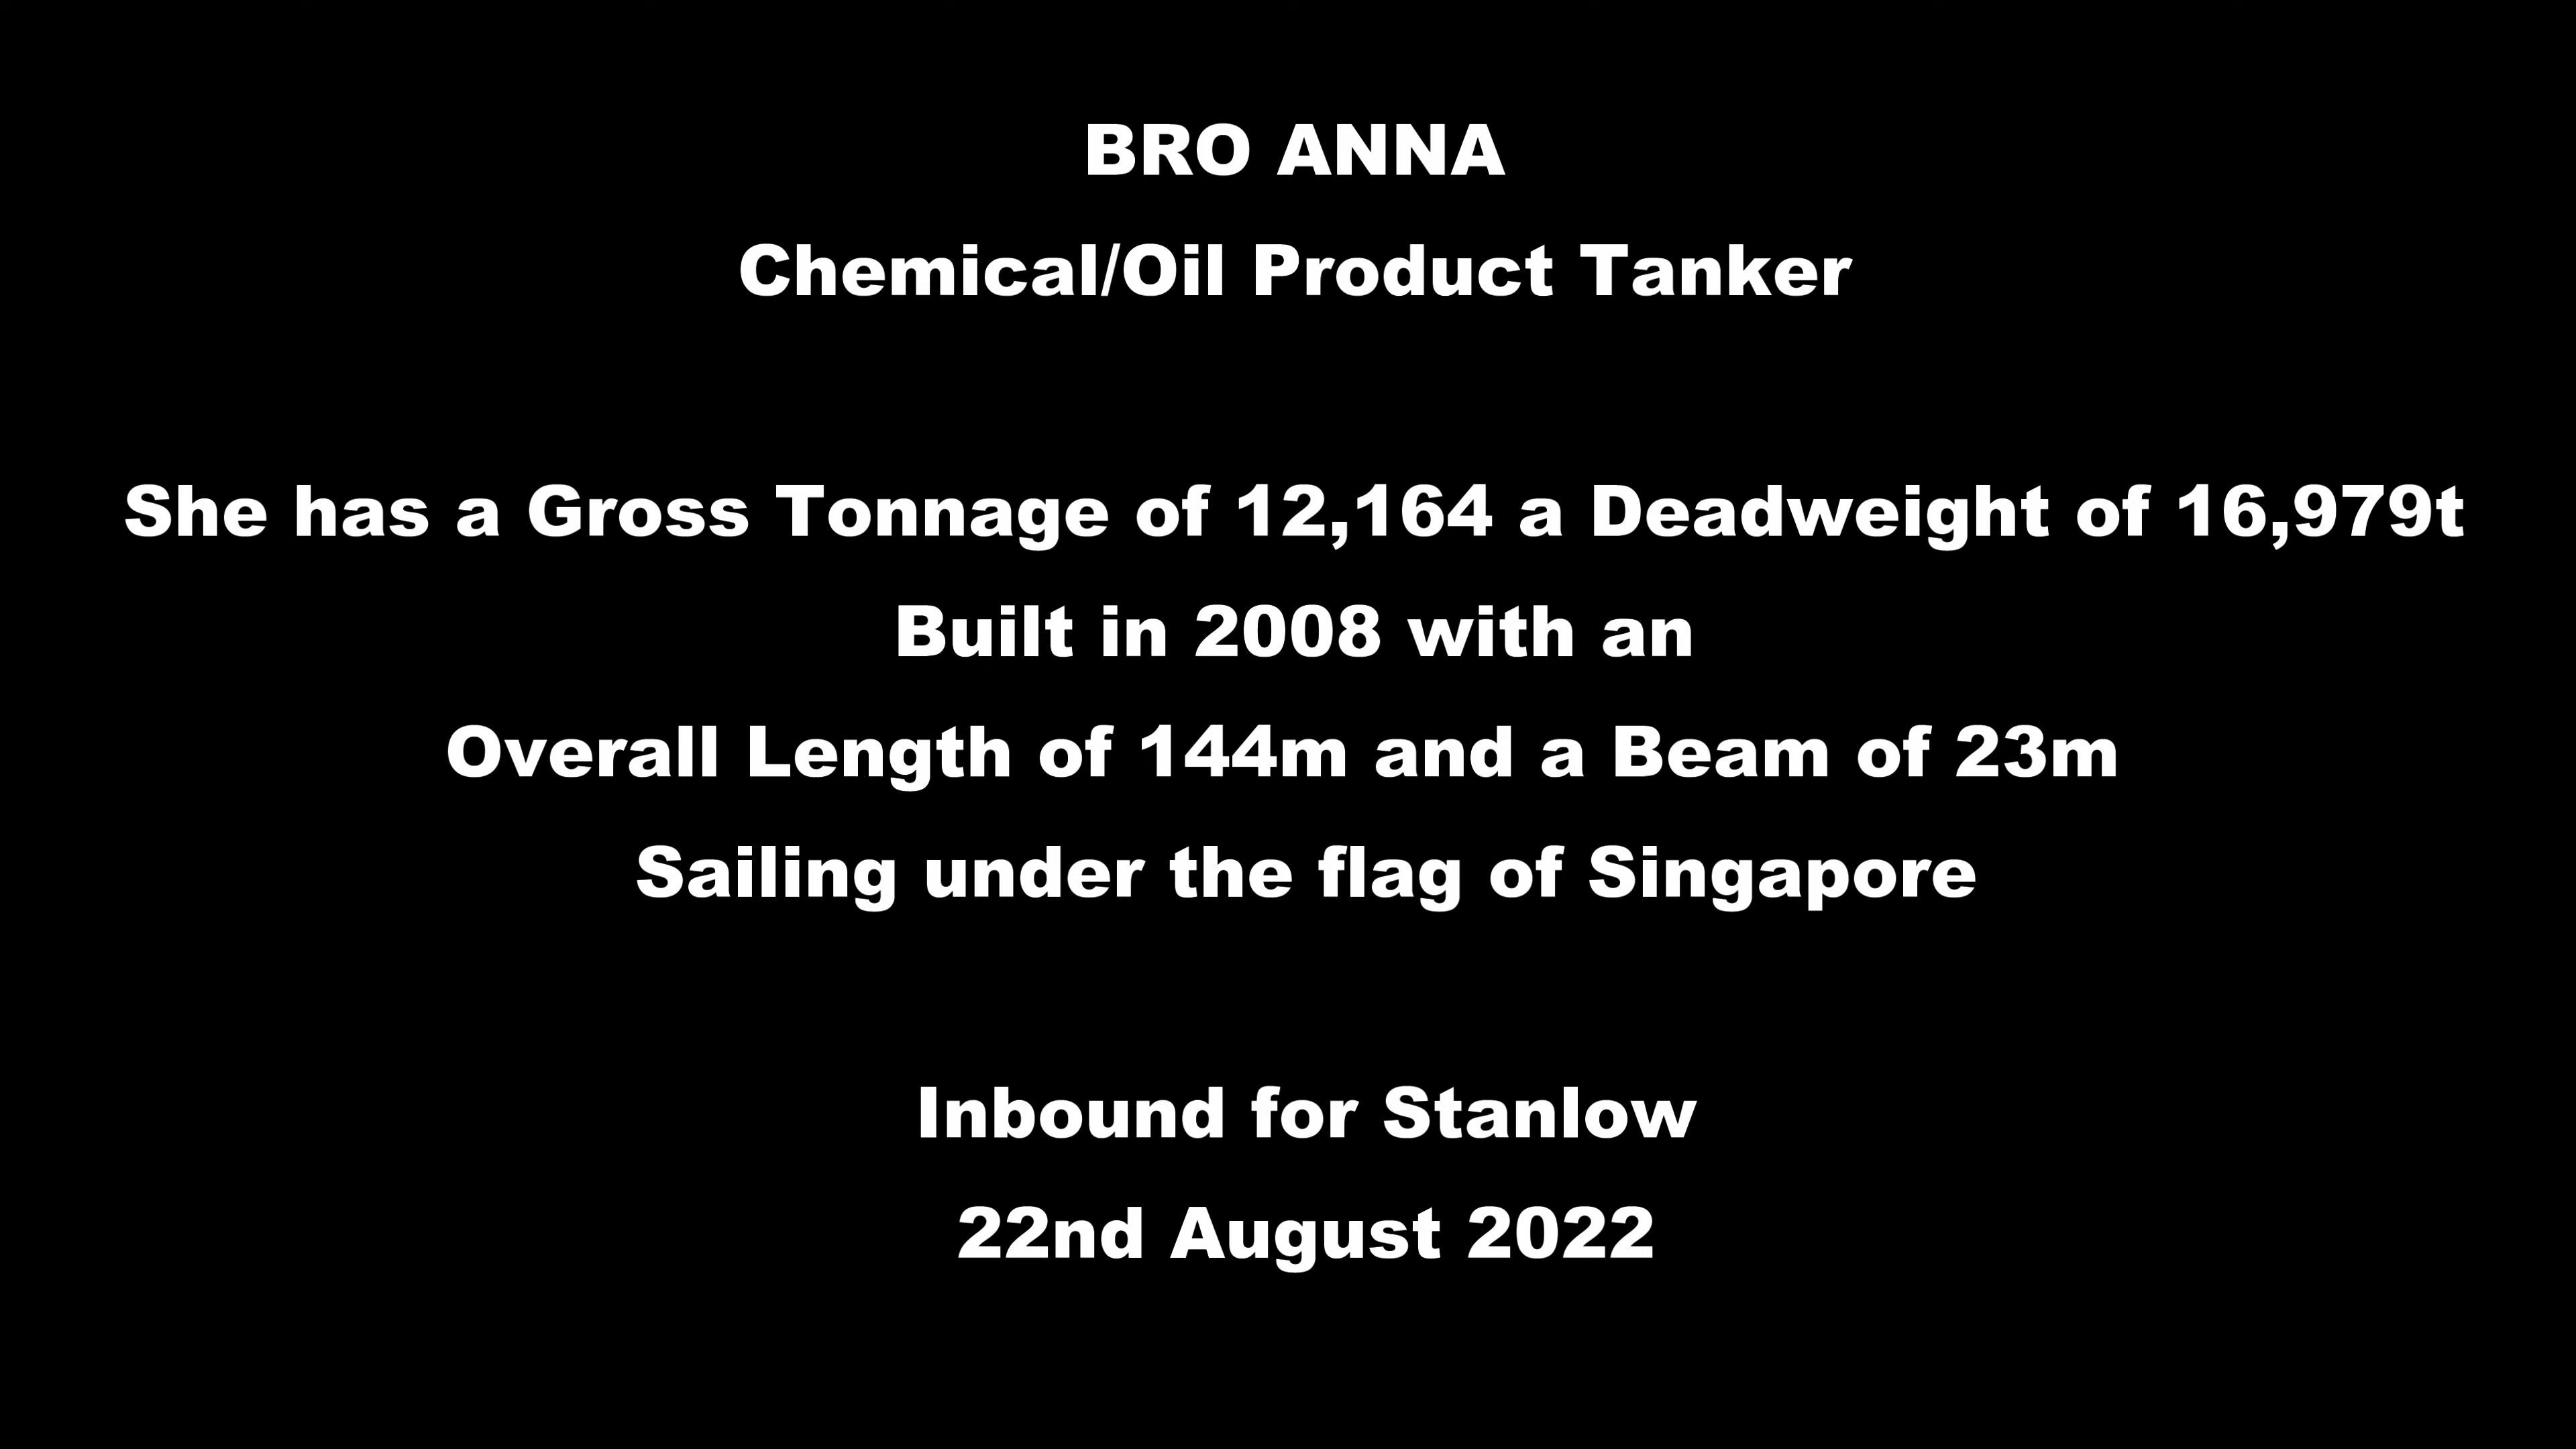 BRO ANNA
Chemical/Oil Product Tanker
She has a Gross Tonnage of 12,164 a Deadweight of 16,979t
Built in 2008 with an
Overall Length of 144m and a Beam of 23m
Sailing under the flag of Singapore
Inbound for Stanlow
22nd August 2022